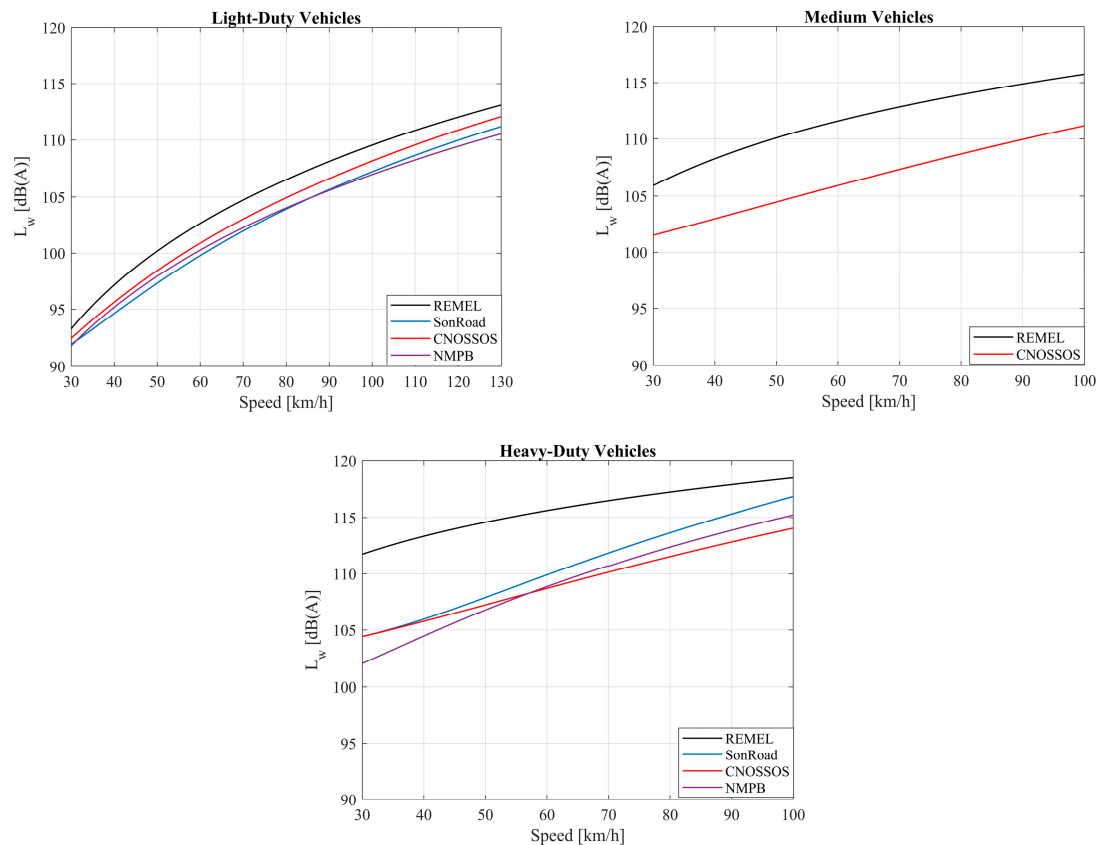 Light-Duty Vehicles
120
115
110
105
100
95
90
L_w [dB(A)]
30 40 50 60 70 80 90 100 110 120 130
Speed [km/h]
REMEL
SonRoad
CNOSSOS
NMPB
Medium Vehicles
120
115
110
105
100
95
90
L_w [dB(A)]
30 40 50 60 70 80 90 100
Speed [km/h]
REMEL
CNOSSOS
Heavy-Duty Vehicles
120
115
110
105
100
95
90
L_w [dB(A)]
30 40 50 60 70 80 90 100
Speed [km/h]
REMEL
SonRoad
CNOSSOS
NMPB